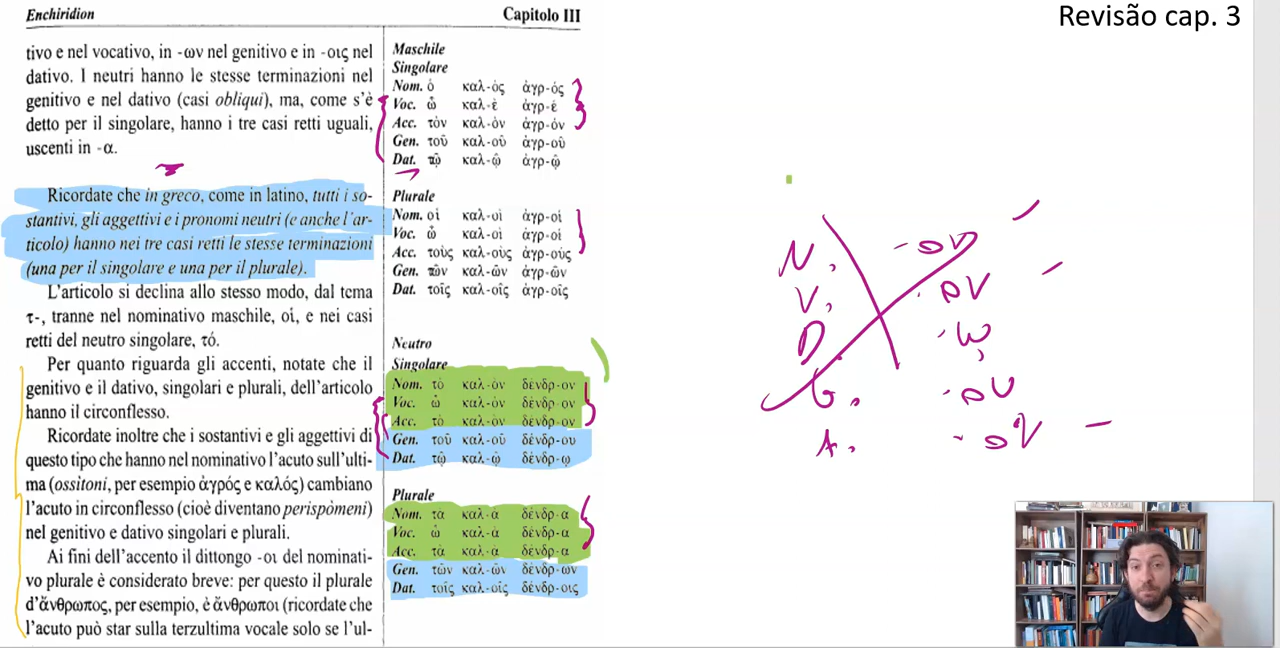 Enchiridion
Capitolo III
Revisão cap. 3
tivo e nel vocativo, in -ων nel genitivo e in -οις nel
dativo. I neutri hanno le stesse terminazioni nel
genitivo e nel dativo (casi obliqui), ma, come s'è
detto per il singolare, hanno i tre casi retti uguali,
uscenti in -α.
Ricordate che in greco, come in latino, tutti i so-
stantivi, gli aggettivi e i pronomi neutri (e anche l'ar-
ticolo) hanno nei tre casi retti le stesse terminazioni
(una per il singolare e una per il plurale).
L'articolo si declina allo stesso modo, dal tema
τ-, tranne nel nominativo maschile, οἱ, e nei casi
retti del neutro singolare, τό.
Per quanto riguarda gli accenti, notate che il
genitivo e il dativo, singolari e plurali, dell'articolo
hanno il circonflesso.
Ricordate inoltre che i sostantivi e gli aggettivi di
questo tipo che hanno nel nominativo l'acuto sull'ulti-
ma (ossitoni, per esempio ἀγρός e καλός) cambiano
l'acuto in circonflesso (cioè diventano perispòmeni)
nel genitivo e dativo singolari e plurali.
Ai fini dell'accento il dittongo -οι del nominati-
vo plurale è considerato breve: per questo il plurale
d'ἄνθρωπος, per esempio, è ἄνθρωποι (ricordate che
l'acuto può star sulla terzultima vocale solo se l'ul-
Maschile
Singolare
Nom. ὁ καλ-ὸς ἀγρ-ός
Voc. ὦ καλ-ὲ ἀγρ-έ
Acc. τὸν καλ-ὸν ἀγρ-όν
Gen. τοῦ καλ-οῦ ἀγρ-οῦ
Dat. τῷ καλ-ῷ ἀγρ-ῷ
Plurale
Nom. οἱ καλ-οὶ ἀγρ-οί
Voc. ὦ καλ-οὶ ἀγρ-οί
Acc. τοὺς καλ-οὺς ἀγρ-ούς
Gen. τῶν καλ-ῶν ἀγρ-ῶν
Dat. τοῖς καλ-οῖς ἀγρ-οῖς
Neutro
Singolare
Nom. τὸ καλ-ὸν δένδρ-ον
Voc. ὦ καλ-ὸν δένδρ-ον
Acc. τὸ καλ-ὸν δένδρ-ον
Gen. τοῦ καλ-οῦ δένδρ-ου
Dat. τῷ καλ-ῷ δένδρ-ῳ
Plurale
Nom. τὰ καλ-ὰ δένδρ-α
Voc. ὦ καλ-ὰ δένδρ-α
Acc. τὰ καλ-ὰ δένδρ-α
Gen. τῶν καλ-ῶν δένδρ-ων
Dat. τοῖς καλ-οῖς δένδρ-οις
N. -ον
V. -ον
D -ῳ
G. -ου
A. -ον